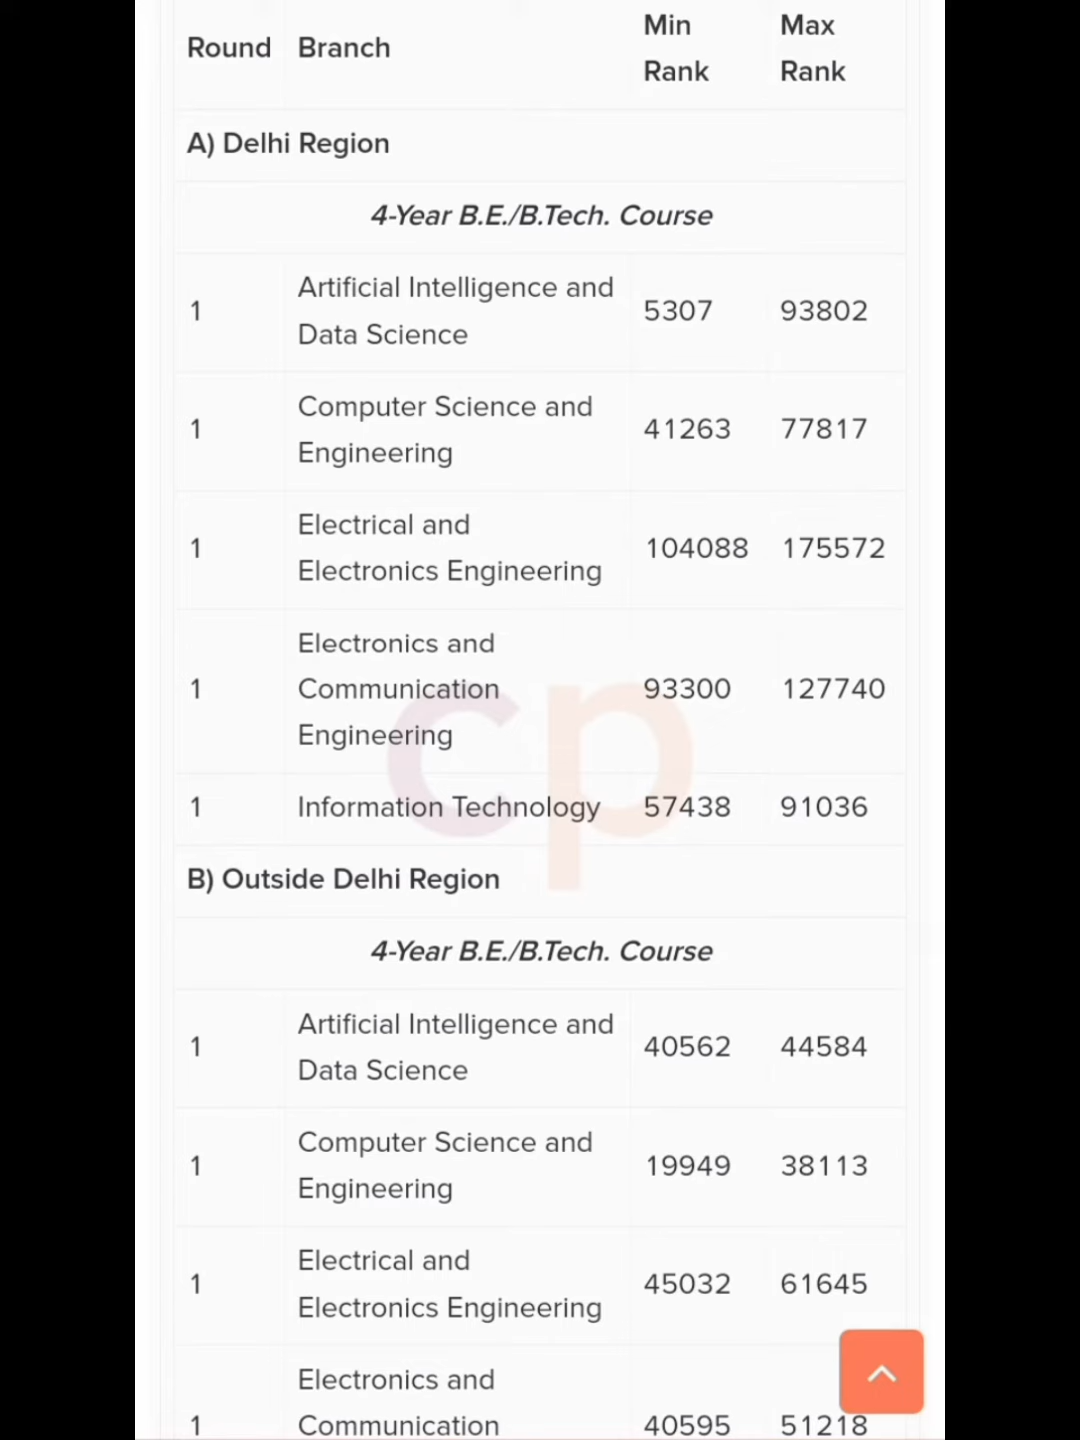 Round Branch Min Rank Max Rank
A) Delhi Region
4-Year B.E./B.Tech. Course
1 Artificial Intelligence and Data Science 5307 93802
1 Computer Science and Engineering 41263 77817
1 Electrical and Electronics Engineering 104088 175572
1 Electronics and Communication Engineering 93300 127740
1 Information Technology 57438 91036
B) Outside Delhi Region
4-Year B.E./B.Tech. Course
1 Artificial Intelligence and Data Science 40562 44584
1 Computer Science and Engineering 19949 38113
1 Electrical and Electronics Engineering 45032 61645
1 Electronics and Communication 40595 51218
cp